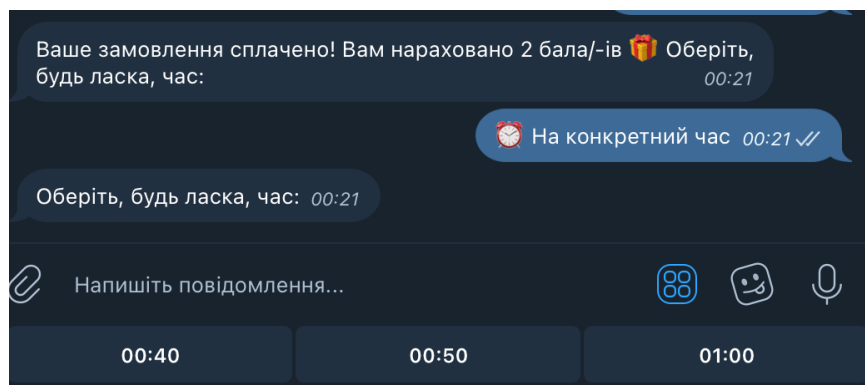 Ваше замовлення сплачено! Вам нараховано 2 бала/-ів 🎁 Оберіть,
будь ласка, час:
00:21
⏰ На конкретний час 00:21
Оберіть, будь ласка, час: 00:21
Напишіть повідомлення...
00:40 00:50 01:00